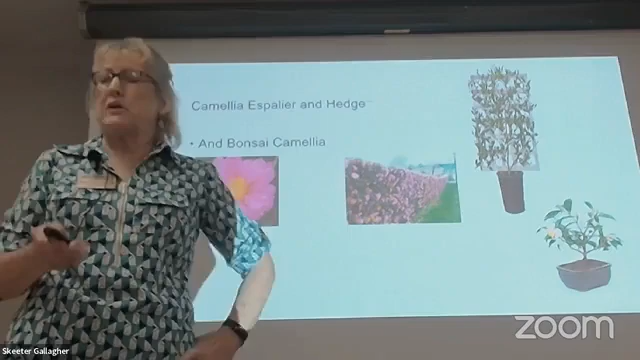 Camellia Espalier and Hedge
• And Bonsai Camellia
zoom
Skeeter Gallagher